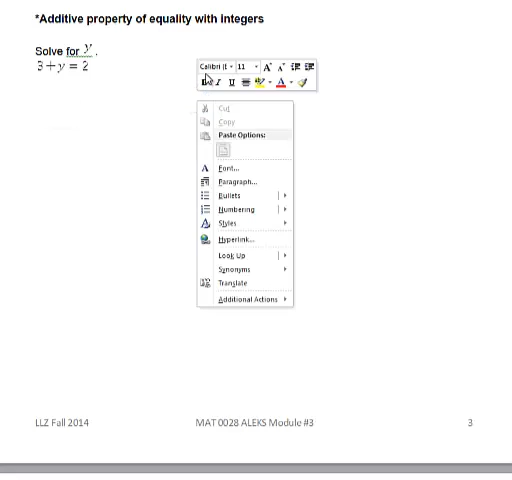 *Additive property of equality with integers
Solve for y.
3+y = 2
Calibri (E 11 A A
I U A
Cut
Copy
Paste Options:
A Font...
Paragraph...
Bullets
Numbering
Styles
Hyperlink...
Look Up
Synonyms
Translate
Additional Actions
LLZ Fall 2014 MAT 0028 ALEKS Module #3 3